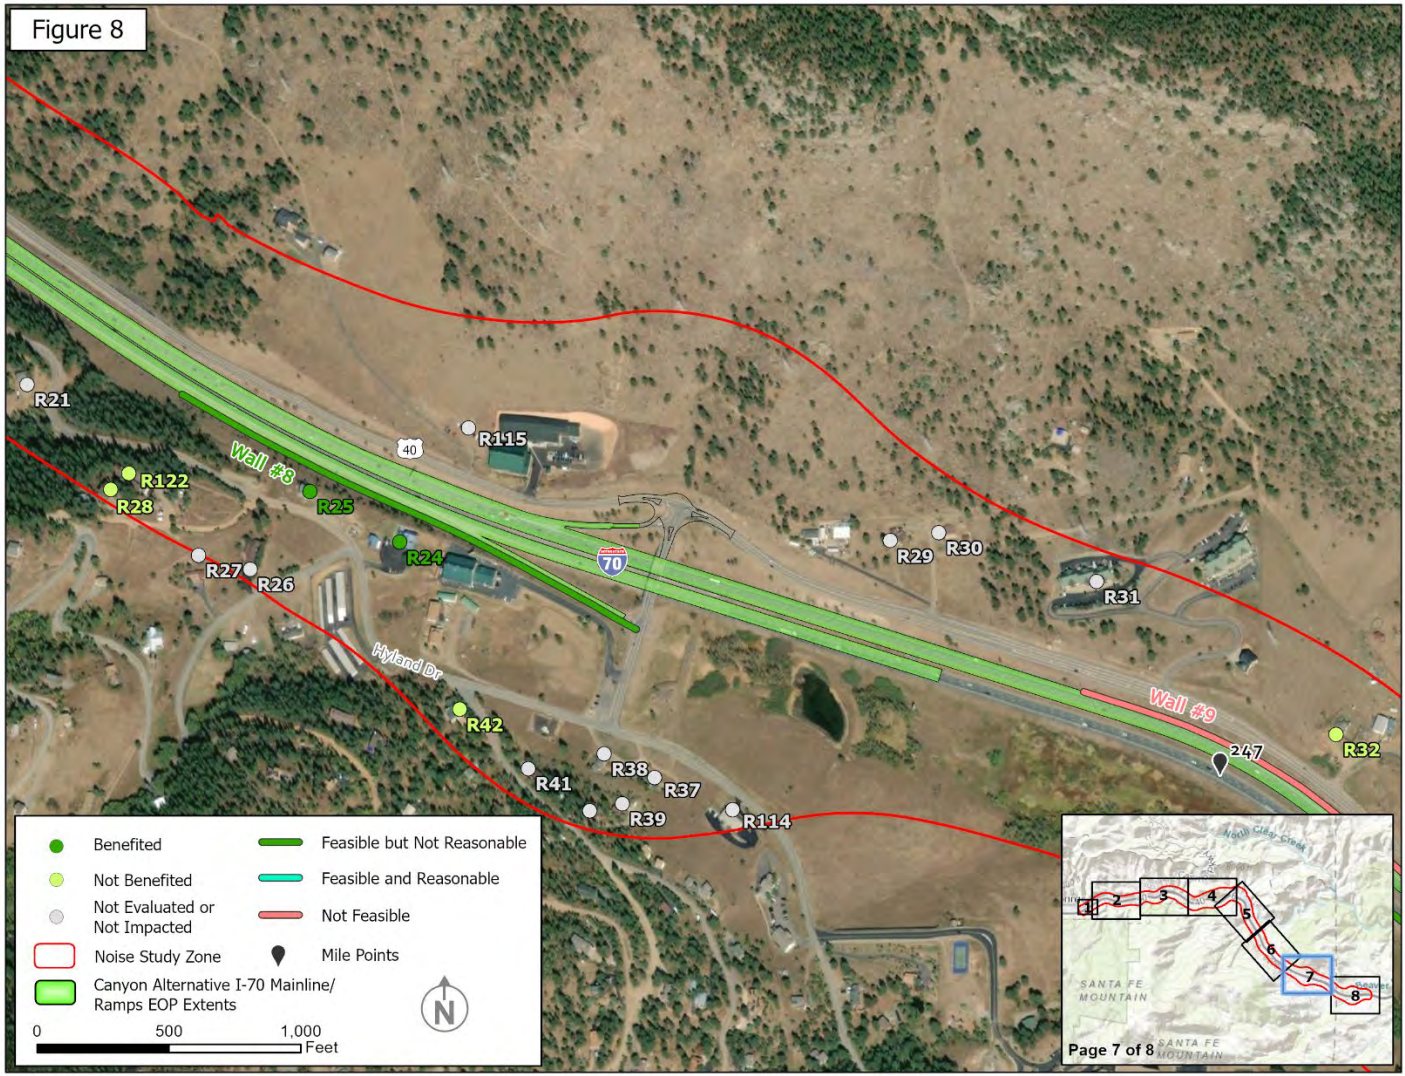 Figure 8
R21
R115
40
Wall #8
R122
R28
R25
R24
R27
R26
INTERSTATE
70
R29
R30
R31
Hyland Dr
Wall #9
R42
R32
247
R41
R38
R37
R39
R114
Benefited
Not Benefited
Not Evaluated or
Not Impacted
Noise Study Zone
Canyon Alternative I-70 Mainline/
Ramps EOP Extents
Feasible but Not Reasonable
Feasible and Reasonable
Not Feasible
Mile Points
N
0
500
1,000
Feet
North Clear Creek
1
2
3
4
5
6
7
8
Beaver
SANTA FE
MOUNTAIN
SANTA FE
MOUNTAIN
Page 7 of 8